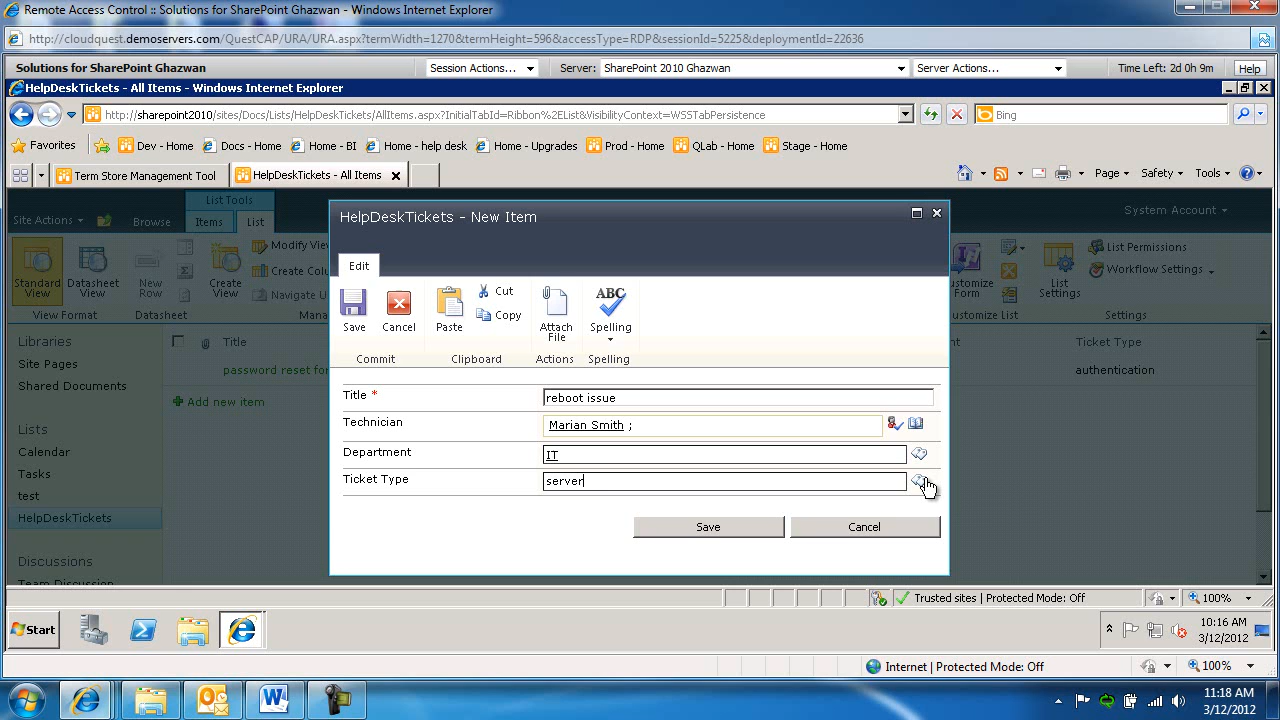 Remote Access Control :: Solutions for SharePoint Ghazwan - Windows Internet Explorer
http://cloudquest.demoservers.com/QuestCAP/URA/URA.aspx?termWidth=1270&termHeight=596&accessType=RDP&sessionId=5225&deploymentId=22636
Solutions for SharePoint Ghazwan Session Actions... Server: SharePoint 2010 Ghazwan Server Actions... Time Left: 2d 0h 9m Help
HelpDeskTickets - All Items - Windows Internet Explorer
http://sharepoint2010/sites/Doc/Lists/HelpDeskTickets/AllItems.aspx?InitialTabId=Ribbon%2EList&VisibilityContext=WSSTabPersistence Bing
Favorites Dev - Home Docs - Home Home - BI Home - help desk Home - Upgrades Prod - Home QLab - Home Stage - Home
Term Store Management Tool HelpDeskTickets - All Items Page Safety Tools
List Tools
Site Actions Browse Items List System Account
HelpDeskTickets - New Item
Edit
Standard View
Datasheet View
New Row
Create View
Modify Vie
Create Colu
Navigate U
View Format Datasheet Mana
Save Cancel Paste Cut Copy Attach File ABC Spelling
Commit Clipboard Actions Spelling
ustomize Form
List Settings
List Permissions
Workflow Settings
ustomize List Settings
Libraries
Site Pages
Shared Documents
Lists
Calendar
Tasks
test
HelpDeskTickets
Discussions
Team Discussion
Title nt Ticket Type
password reset for authentication
Add new item
Title * reboot issue
Technician Marian Smith ;
Department IT
Ticket Type server
Save Cancel
Trusted sites | Protected Mode: Off 100%
Start 10:16 AM
3/12/2012
Internet | Protected Mode: Off 100%
11:18 AM
3/12/2012